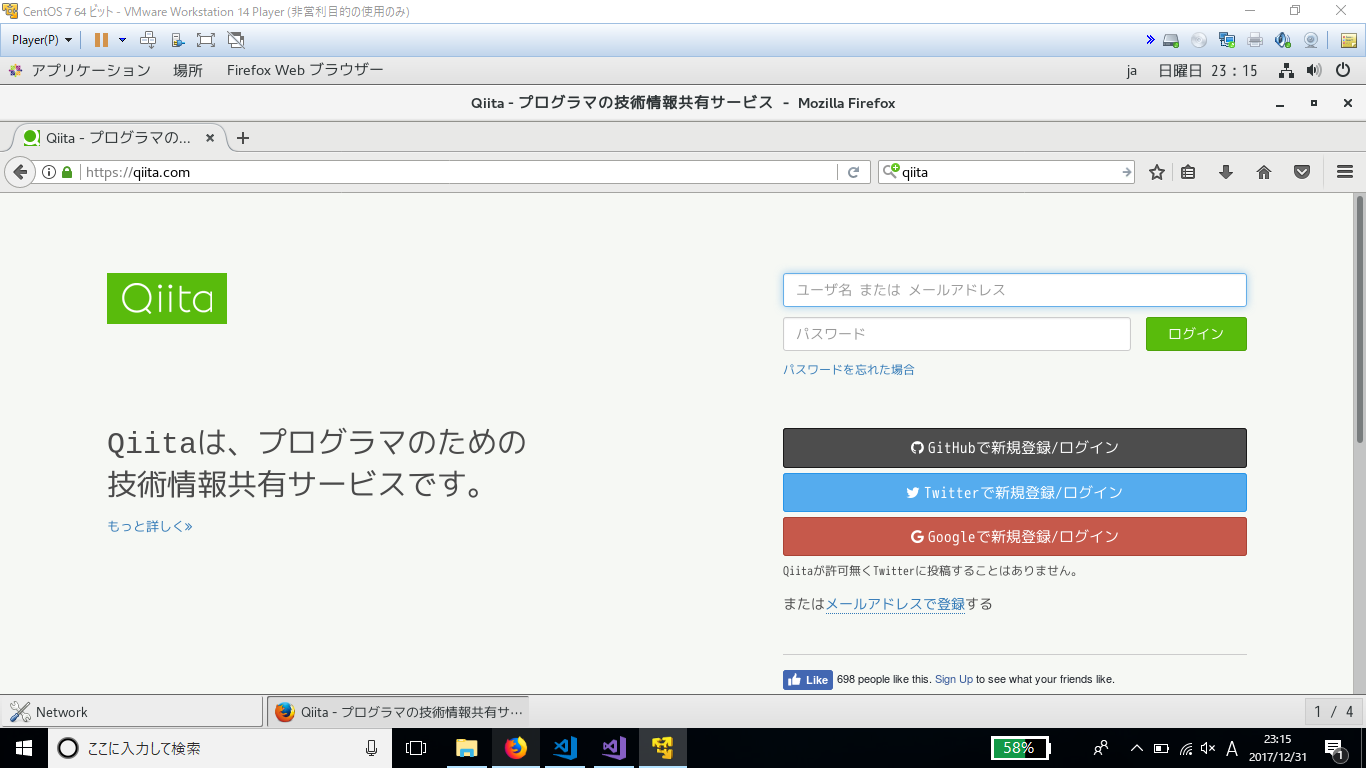 CentOS 7 64 ビット - VMware Workstation 14 Player (非営利目的の使用のみ)
Player(P)
アプリケーション 場所 Firefox Web ブラウザー ja 日曜日 23 : 15
Qiita - プログラマの技術情報共有サービス - Mozilla Firefox
Qiita - プログラマの...
https://qiita.com
qiita
Qiita
ユーザ名 または メールアドレス
パスワード
ログイン
パスワードを忘れた場合
Qiitaは、プログラマのための
技術情報共有サービスです。
もっと詳しく»
GitHubで新規登録/ログイン
Twitterで新規登録/ログイン
Googleで新規登録/ログイン
Qiitaが許可無くTwitterに投稿することはありません。
またはメールアドレスで登録する
Like 698 people like this. Sign Up to see what your friends like.
Network
Qiita - プログラマの技術情報共有サ…
1 / 4
ここに入力して検索
58%
A
23:15
2017/12/31
1